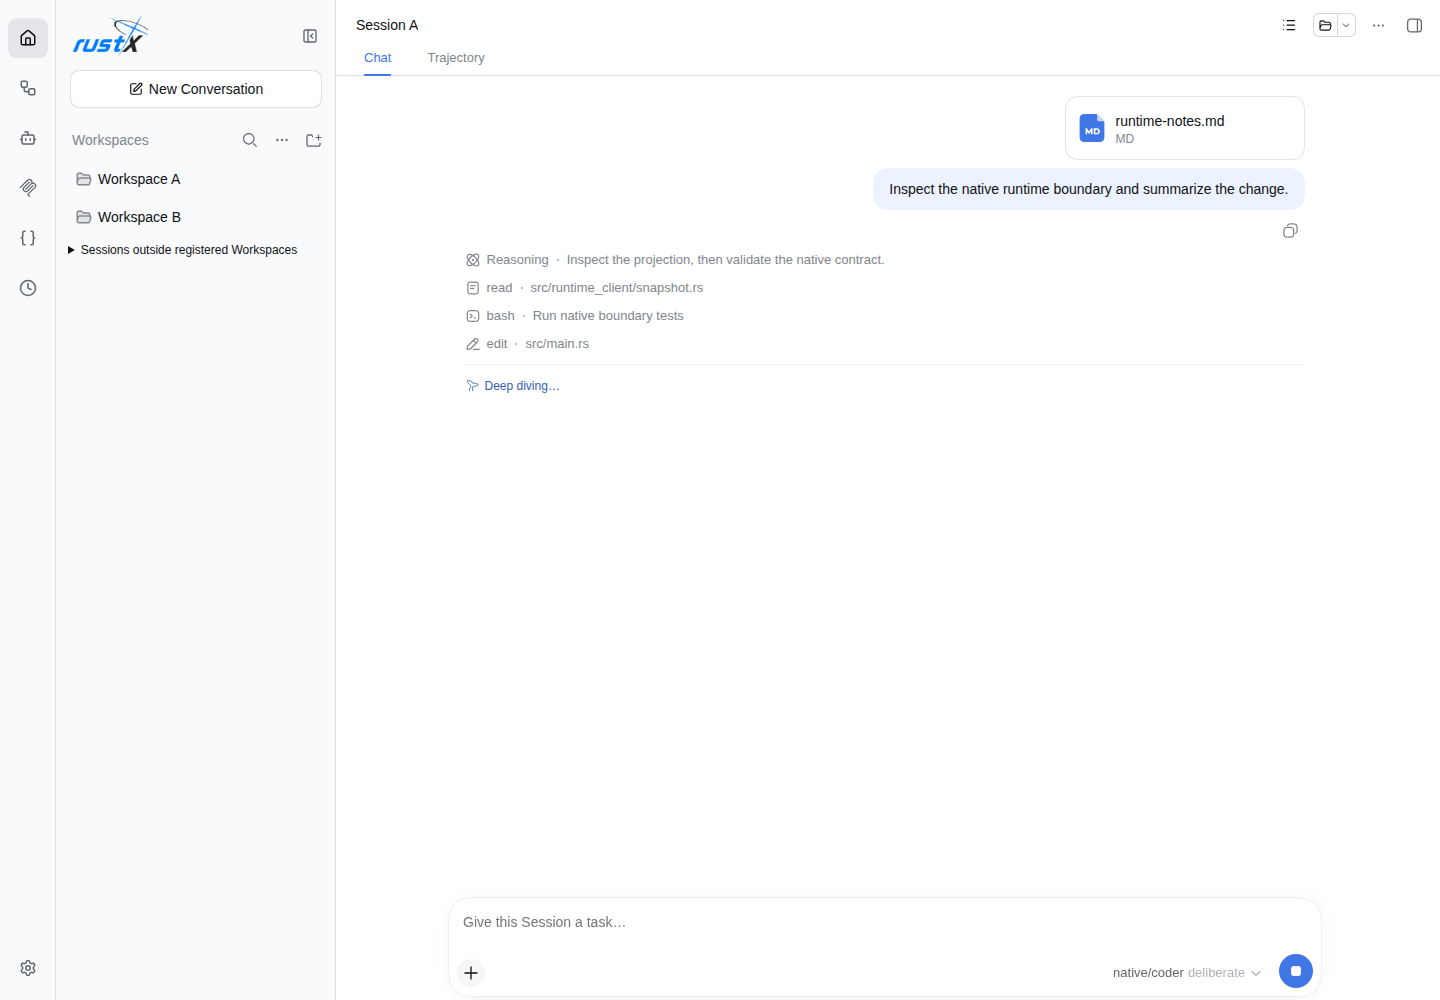 rustX
New Conversation
Workspaces
Workspace A
Workspace B
Sessions outside registered Workspaces
Session A
Chat
Trajectory
MD
runtime-notes.md
MD
Inspect the native runtime boundary and summarize the change.
Reasoning · Inspect the projection, then validate the native contract.
read · src/runtime_client/snapshot.rs
bash · Run native boundary tests
edit · src/main.rs
Deep diving…
Give this Session a task…
native/coder deliberate